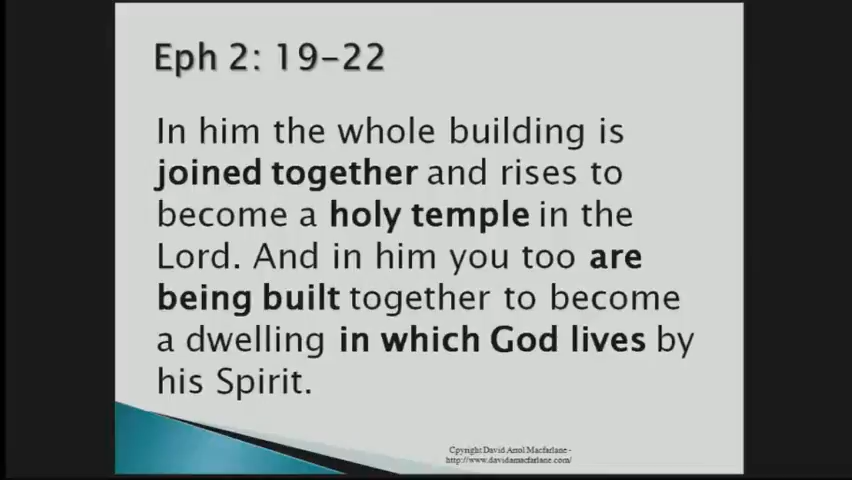 Eph 2: 19-22
In him the whole building is
joined together and rises to
become a holy temple in the
Lord. And in him you too are
being built together to become
a dwelling in which God lives by
his Spirit.
Cpyright David Arrol Macfarlane -
http://www.davidamacfarlane.com/